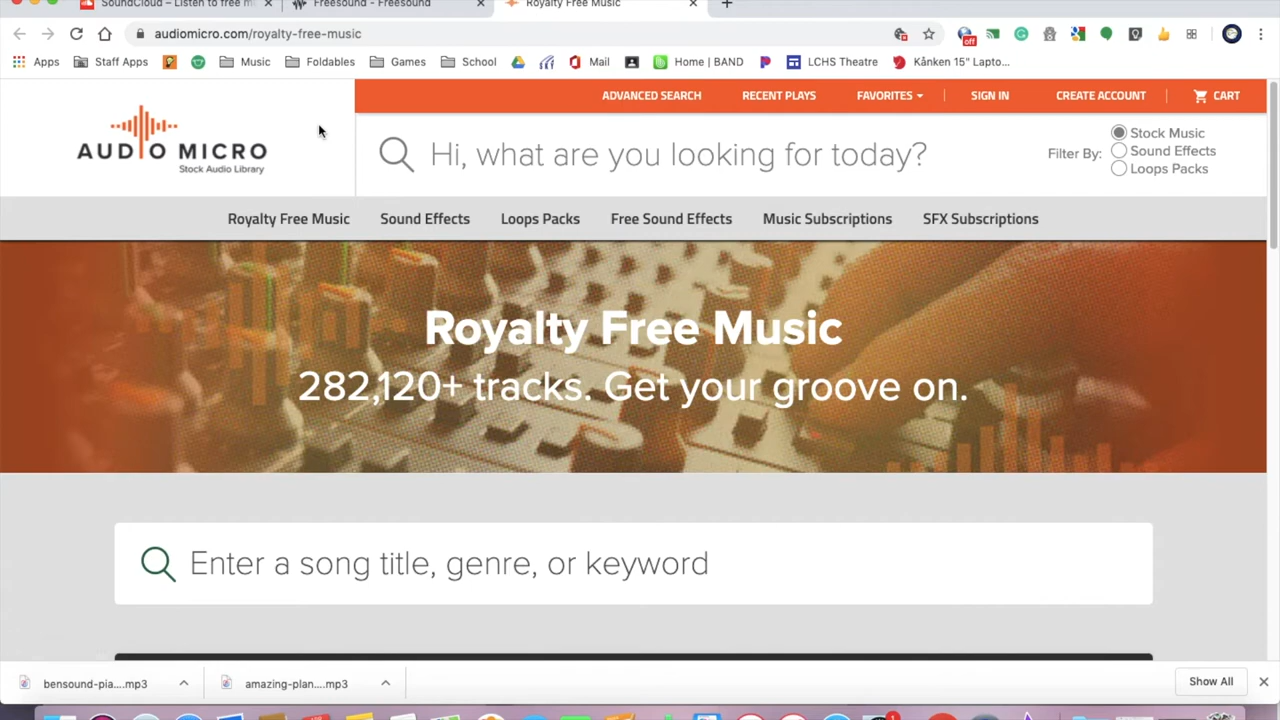 SoundCloud – Listen to free m
Freesound - Freesound
Royalty Free Music
audiomicro.com/royalty-free-music
off
Apps Staff Apps Music Foldables Games School Mail Home | BAND LCHS Theatre Kånken 15" Lapto...
ADVANCED SEARCH RECENT PLAYS FAVORITES SIGN IN CREATE ACCOUNT CART
AUDIO MICRO
Stock Audio Library
Hi, what are you looking for today?
Filter By:
Stock Music
Sound Effects
Loops Packs
Royalty Free Music Sound Effects Loops Packs Free Sound Effects Music Subscriptions SFX Subscriptions
Royalty Free Music
282,120+ tracks. Get your groove on.
Enter a song title, genre, or keyword
bensound-pia....mp3 amazing-plan....mp3 Show All